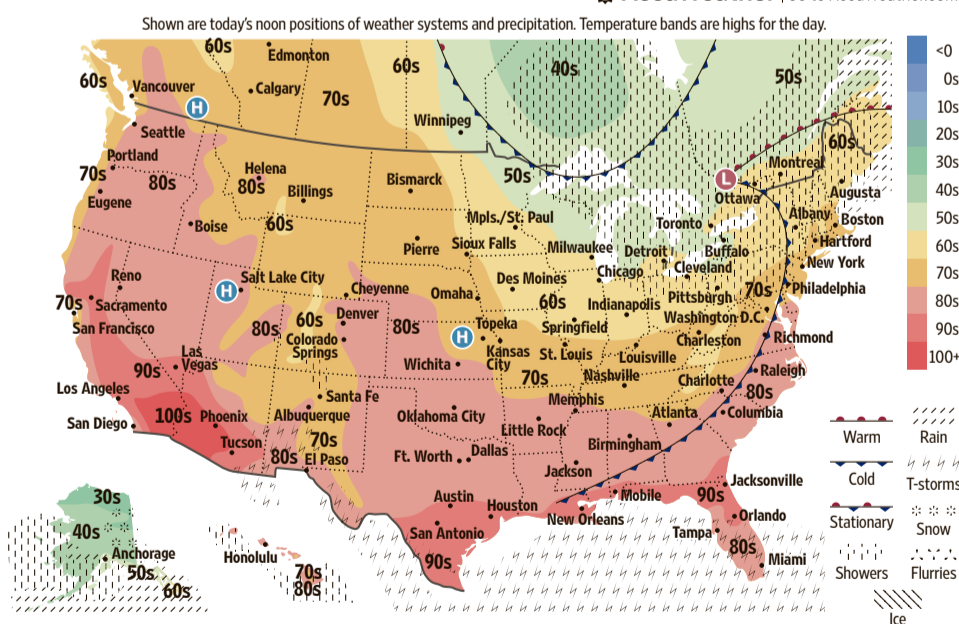 Shown are today's noon positions of weather systems and precipitation. Temperature bands are highs for the day.
60s
Edmonton
60s
40s
50s
<0
0s
10s
20s
30s
40s
50s
60s
70s
80s
90s
100+
60s
Vancouver
Calgary
70s
H
Winnipeg
Seattle
60s
Portland
Montreal
70s
80s
Helena
80s
Billings
Bismarck
50s
L
Ottawa
Augusta
Eugene
Boise
60s
Mpls./St. Paul
Toronto
Albany
Boston
Pierre
Sioux Falls
Milwaukee
Detroit
Buffalo
Hartford
Reno
Salt Lake City
H
Cheyenne
Des Moines
Chicago
Cleveland
New York
70s
Sacramento
Omaha
60s
Indianapolis
Pittsburgh
70s
Philadelphia
San Francisco
80s
60s
Denver
80s
Topeka
Springfield
Washington D.C.
Colorado
Springs
H
Kansas
City
St. Louis
Louisville
Charleston
Richmond
Las
Vegas
90s
Wichita
70s
Nashville
Raleigh
Los Angeles
Santa Fe
Memphis
Charlotte
80s
San Diego
100s
Phoenix
Albuquerque
Oklahoma City
Little Rock
Atlanta
Columbia
Tucson
70s
80s
El Paso
Ft. Worth
Dallas
Birmingham
Jackson
Warm
Rain
Cold
T-storms
Stationary
Snow
Showers
Flurries
Ice
30s
40s
Anchorage
50s
60s
Honolulu
70s
80s
Austin
Houston
San Antonio
90s
New Orleans
Mobile
90s
Jacksonville
Orlando
Tampa
80s
Miami